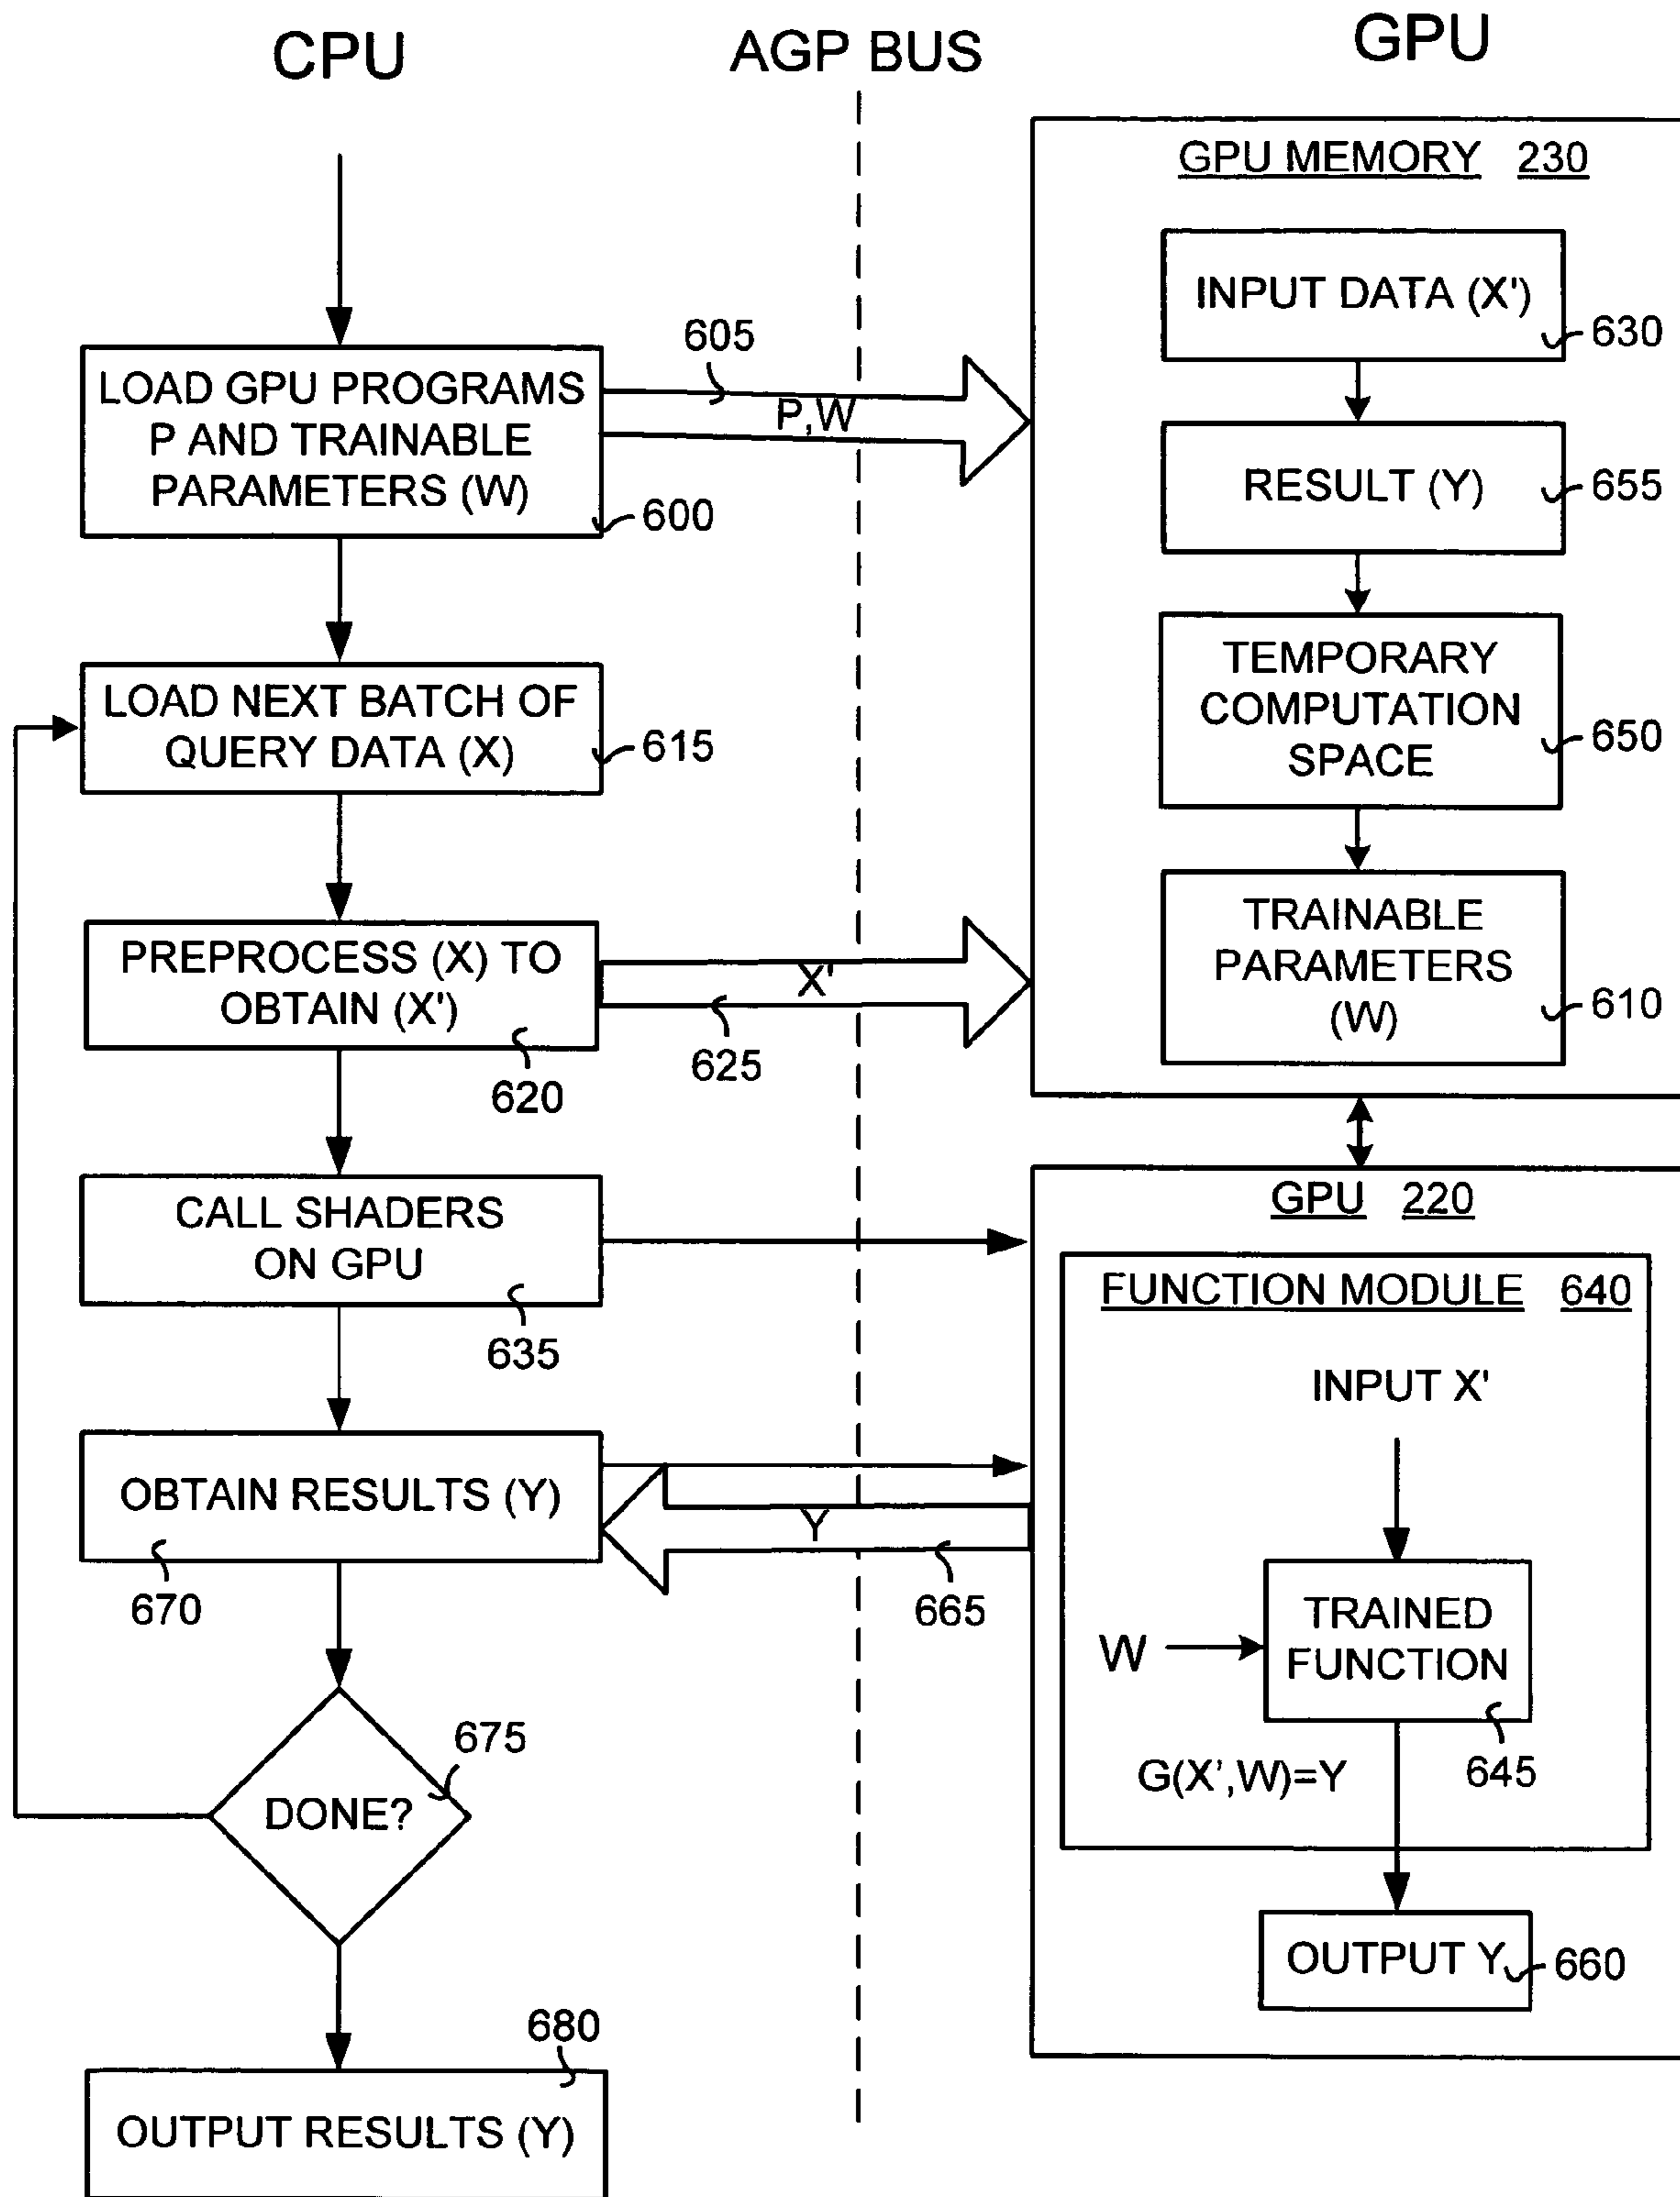 CPU
AGP BUS
GPU
LOAD GPU PROGRAMS
P AND TRAINABLE
PARAMETERS (W)
600
605
P,W
LOAD NEXT BATCH OF
QUERY DATA (X)
615
PREPROCESS (X) TO
OBTAIN (X')
620
X'
625
CALL SHADERS
ON GPU
635
OBTAIN RESULTS (Y)
670
Y
665
DONE?
675
680
OUTPUT RESULTS (Y)
GPU MEMORY 230
INPUT DATA (X')
630
RESULT (Y)
655
TEMPORARY
COMPUTATION
SPACE
650
TRAINABLE
PARAMETERS
(W)
610
GPU 220
FUNCTION MODULE 640
INPUT X'
W
TRAINED
FUNCTION
645
G(X',W)=Y
OUTPUT Y
660